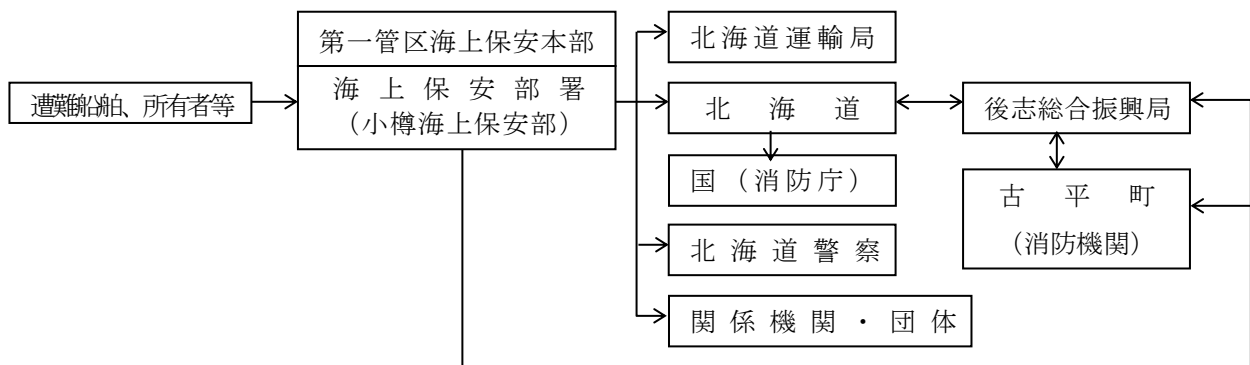 遭難船舶、所有者等
第一管区海上保安本部
海上保安部署
（小樽海上保安部）
北海道運輸局
北海道
国（消防庁）
北海道警察
関係機関・団体
後志総合振興局
古平町
（消防機関）